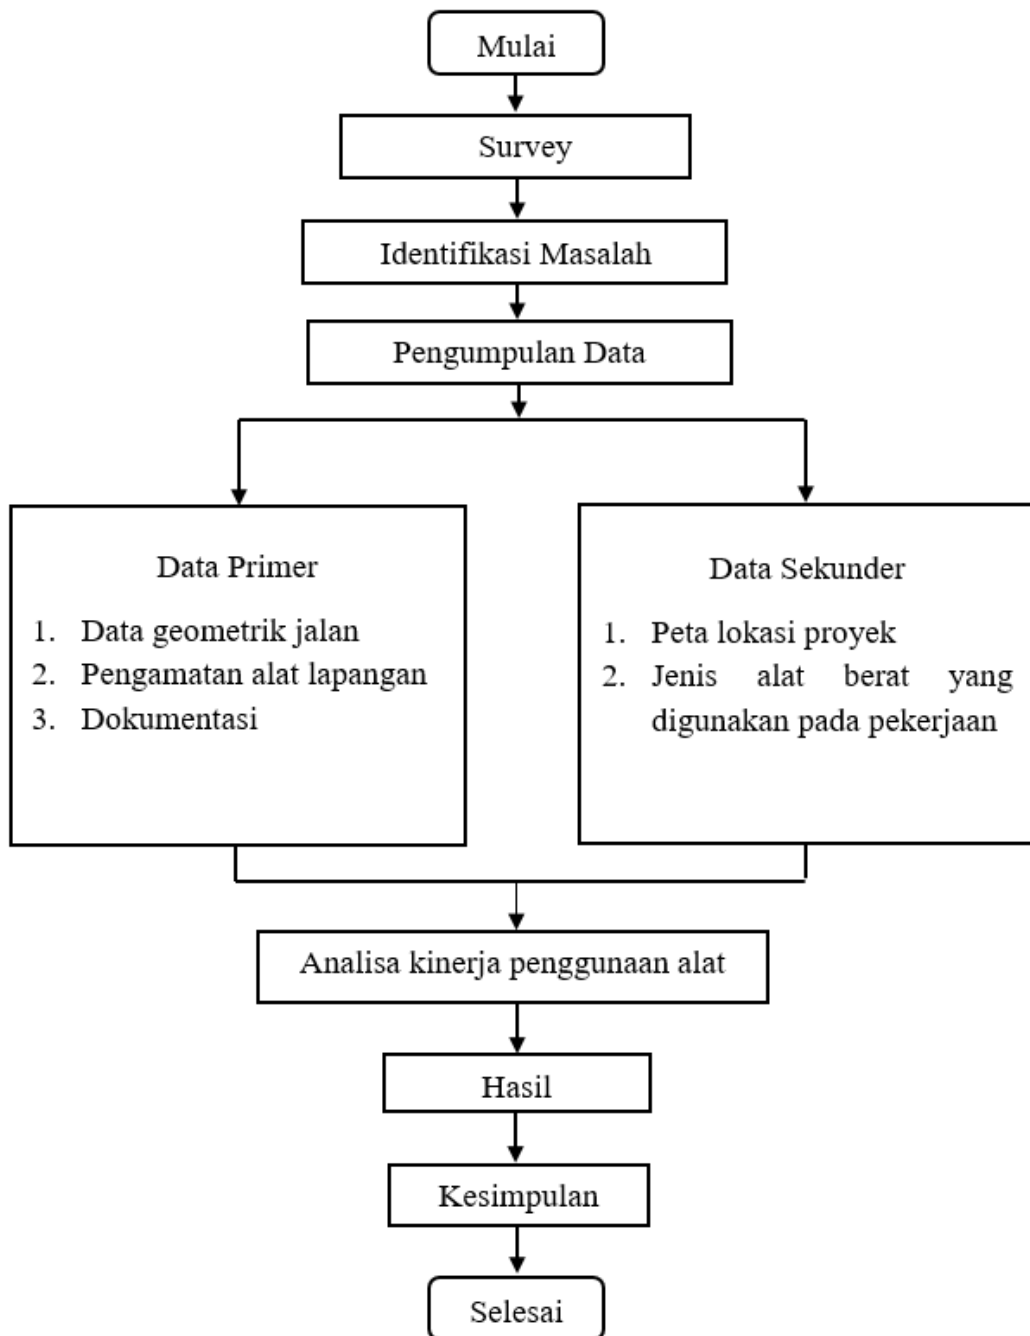 Mulai
Survey
Identifikasi Masalah
Pengumpulan Data
Data Primer
1. Data geometrik jalan
2. Pengamatan alat lapangan
3. Dokumentasi
Data Sekunder
1. Peta lokasi proyek
2. Jenis alat berat yang
digunakan pada pekerjaan
Analisa kinerja penggunaan alat
Hasil
Kesimpulan
Selesai